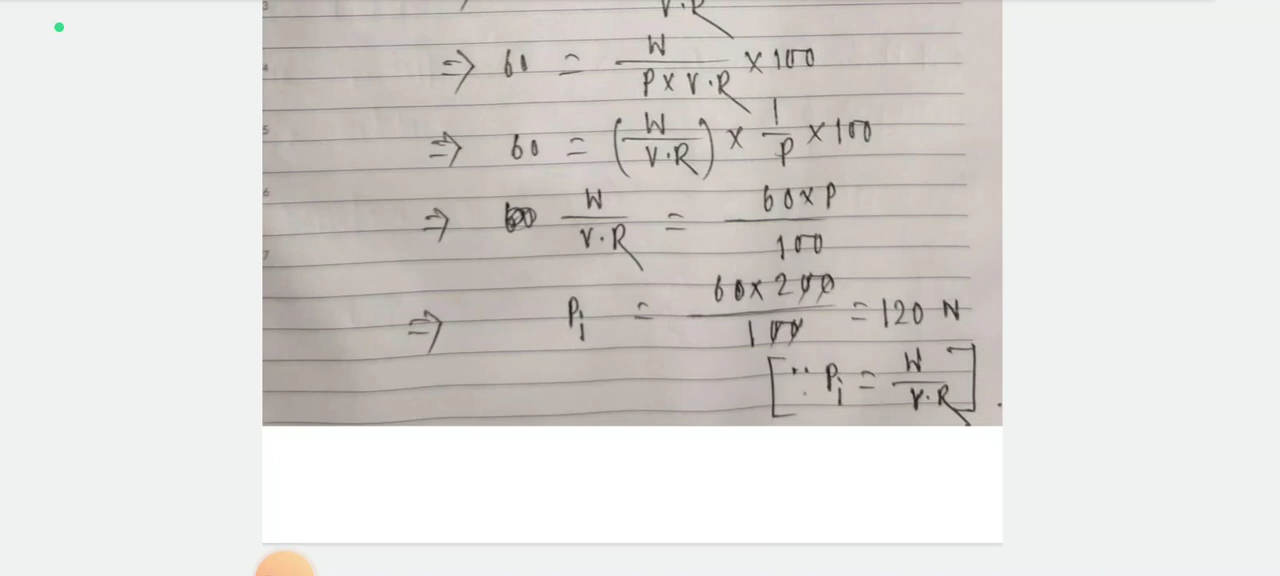 V.R
⇒ 60 = W / P × V.R × 100
⇒ 60 = (W / V.R) × 1 / P × 100
⇒ W / V.R = 60 × P / 100
⇒ Pi = 60 × 200 / 100 = 120 N
[∵ Pi = W / V.R].